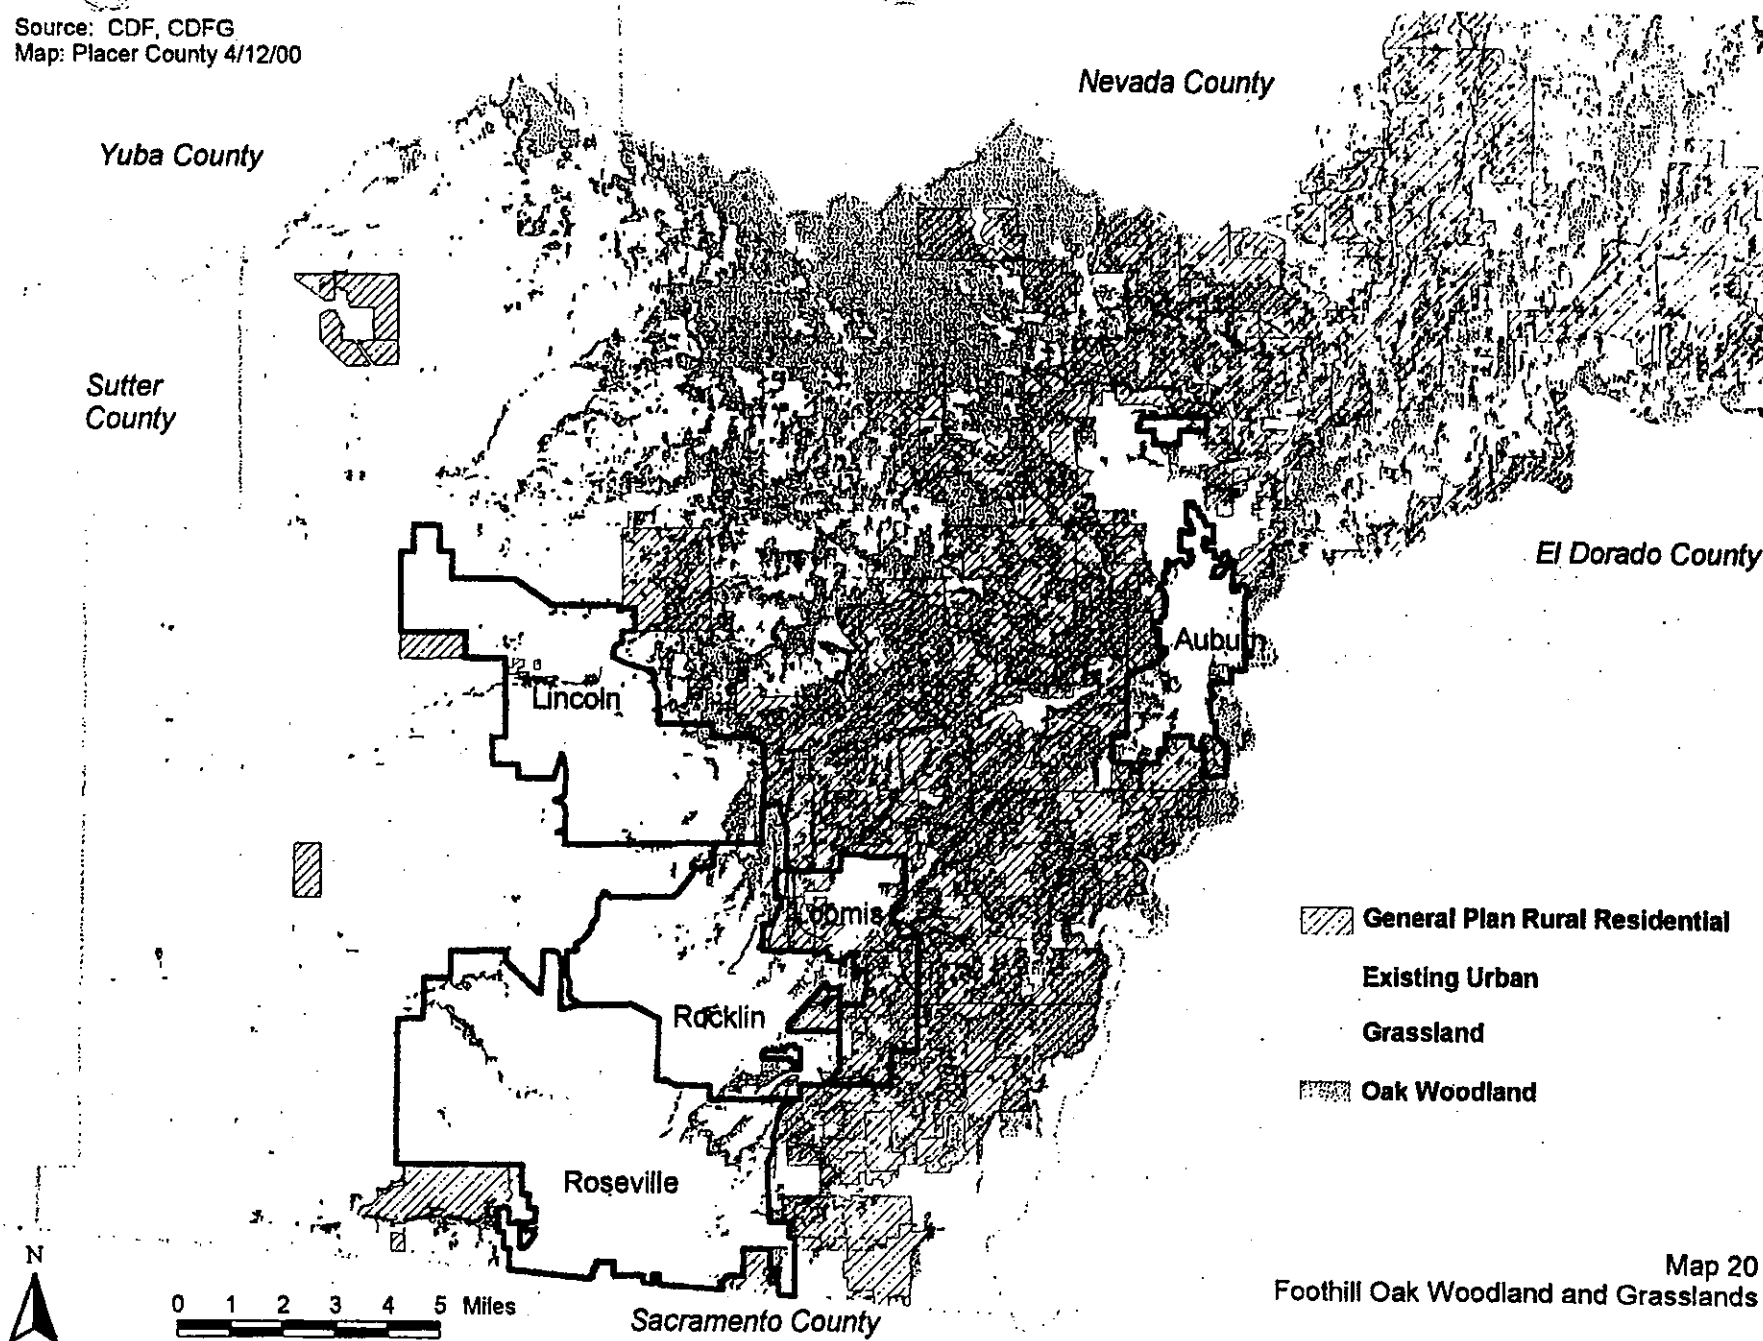 Source: CDF, CDFG
Map: Placer County 4/12/00
Nevada County
Yuba County
Sutter
County
El Dorado County
Auburn
Lincoln
Loomis
General Plan Rural Residential
Existing Urban
Rocklin
Grassland
Oak Woodland
Roseville
N
Map 20
Foothill Oak Woodland and Grasslands
0 1 2 3 4 5 Miles
Sacramento County